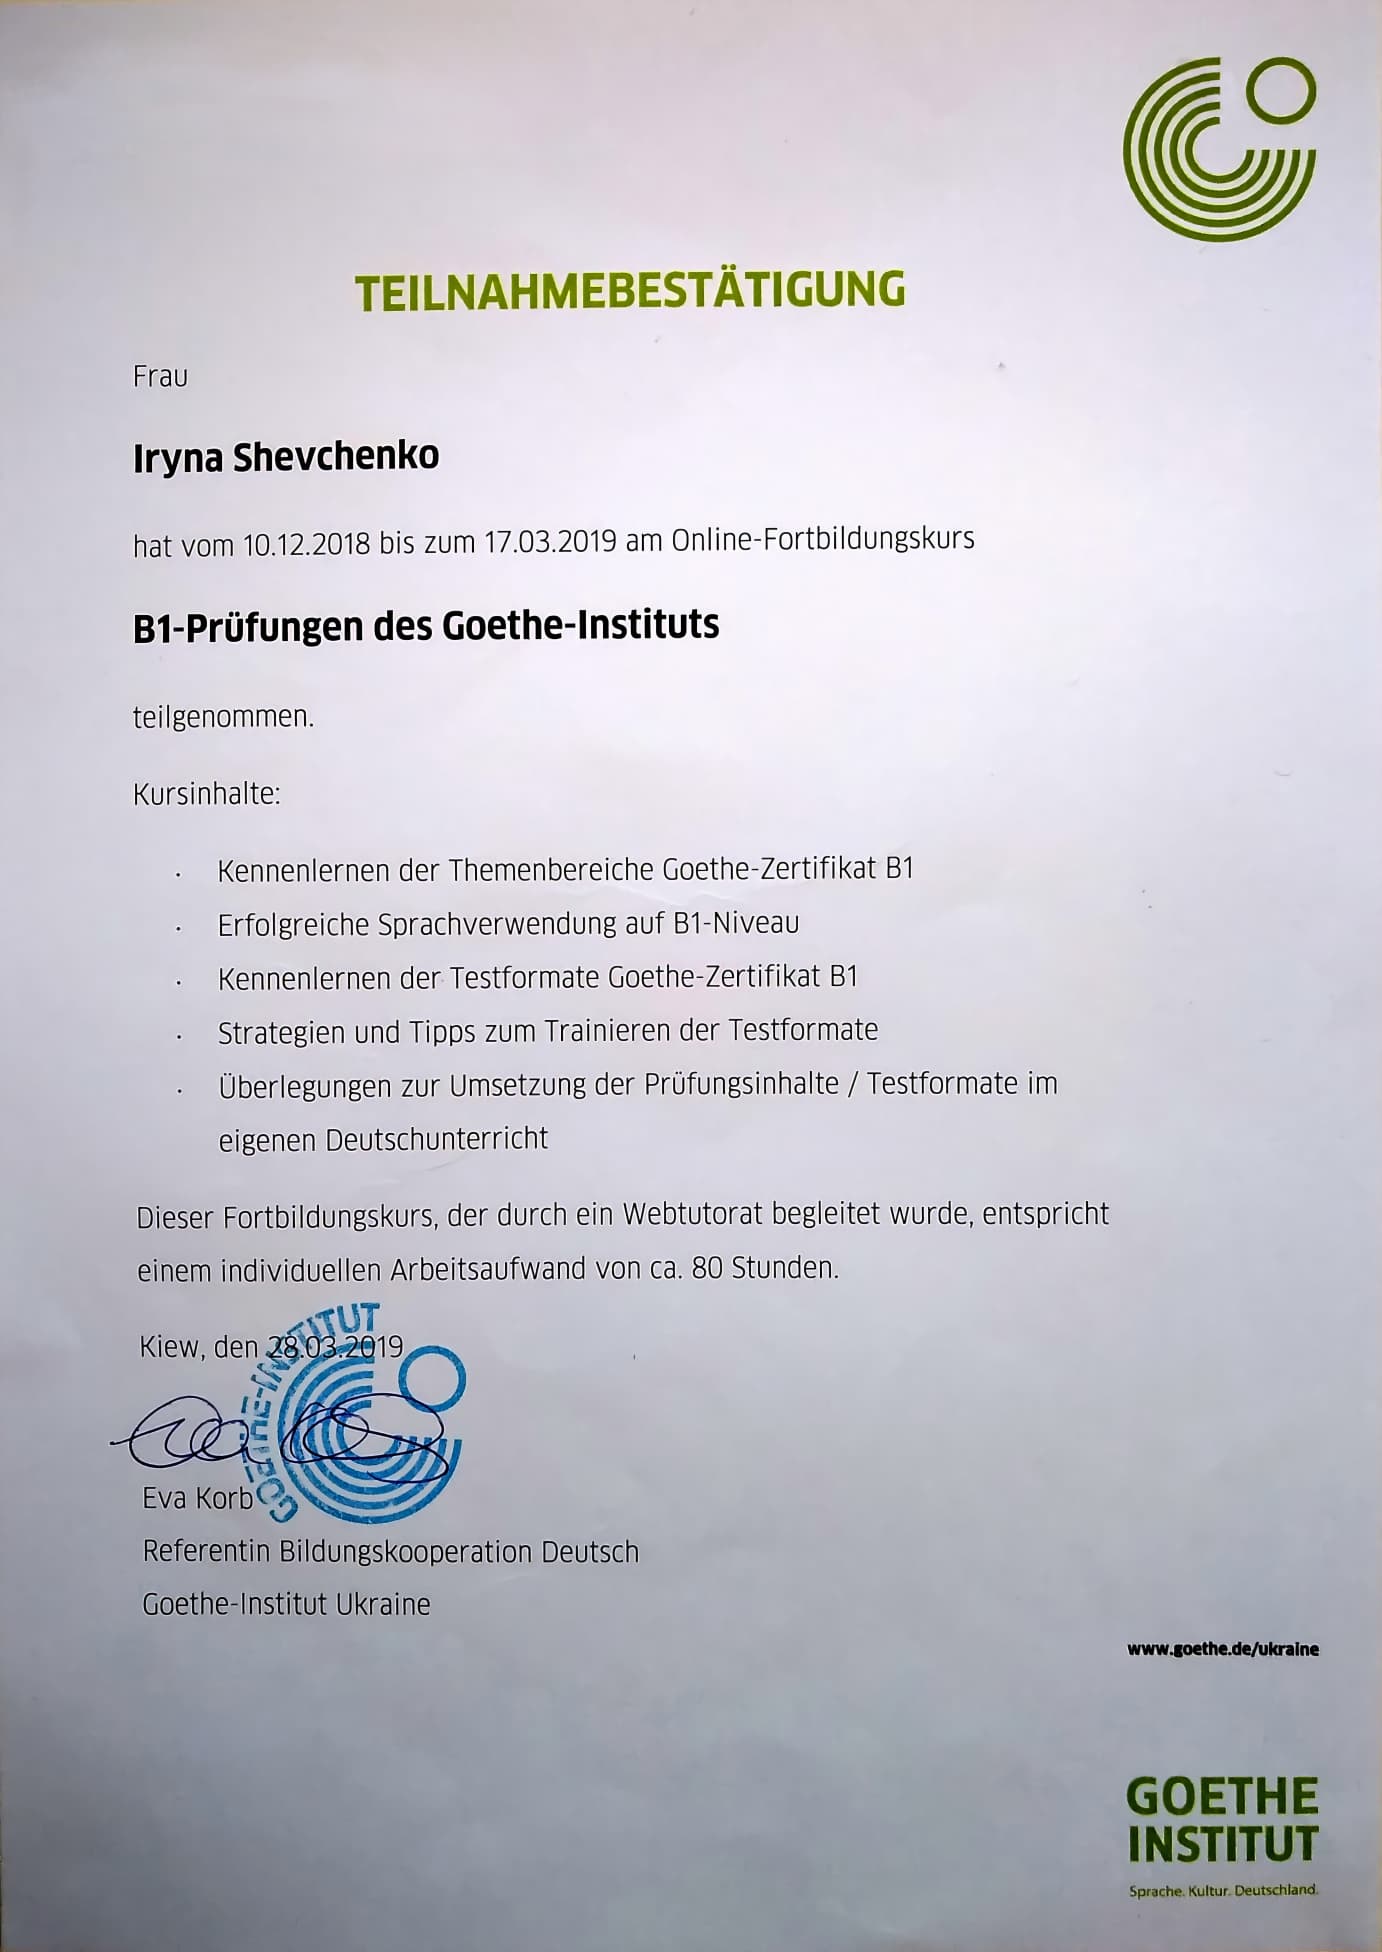 TEILNAHMEBESTÄTIGUNG
Frau
Iryna Shevchenko
hat vom 10.12.2018 bis zum 17.03.2019 am Online-Fortbildungskurs
B1-Prüfungen des Goethe-Instituts
teilgenommen.
Kursinhalte:
· Kennenlernen der Themenbereiche Goethe-Zertifikat B1
· Erfolgreiche Sprachverwendung auf B1-Niveau
· Kennenlernen der Testformate Goethe-Zertifikat B1
· Strategien und Tipps zum Trainieren der Testformate
· Überlegungen zur Umsetzung der Prüfungsinhalte / Testformate im
eigenen Deutschunterricht
Dieser Fortbildungskurs, der durch ein Webtutorat begleitet wurde, entspricht
einem individuellen Arbeitsaufwand von ca. 80 Stunden.
Kiew, den 28.03.2019
GOETHE-INSTITUT
Eva Korb
Referentin Bildungskooperation Deutsch
Goethe-Institut Ukraine
www.goethe.de/ukraine
GOETHE
INSTITUT
Sprache. Kultur. Deutschland.